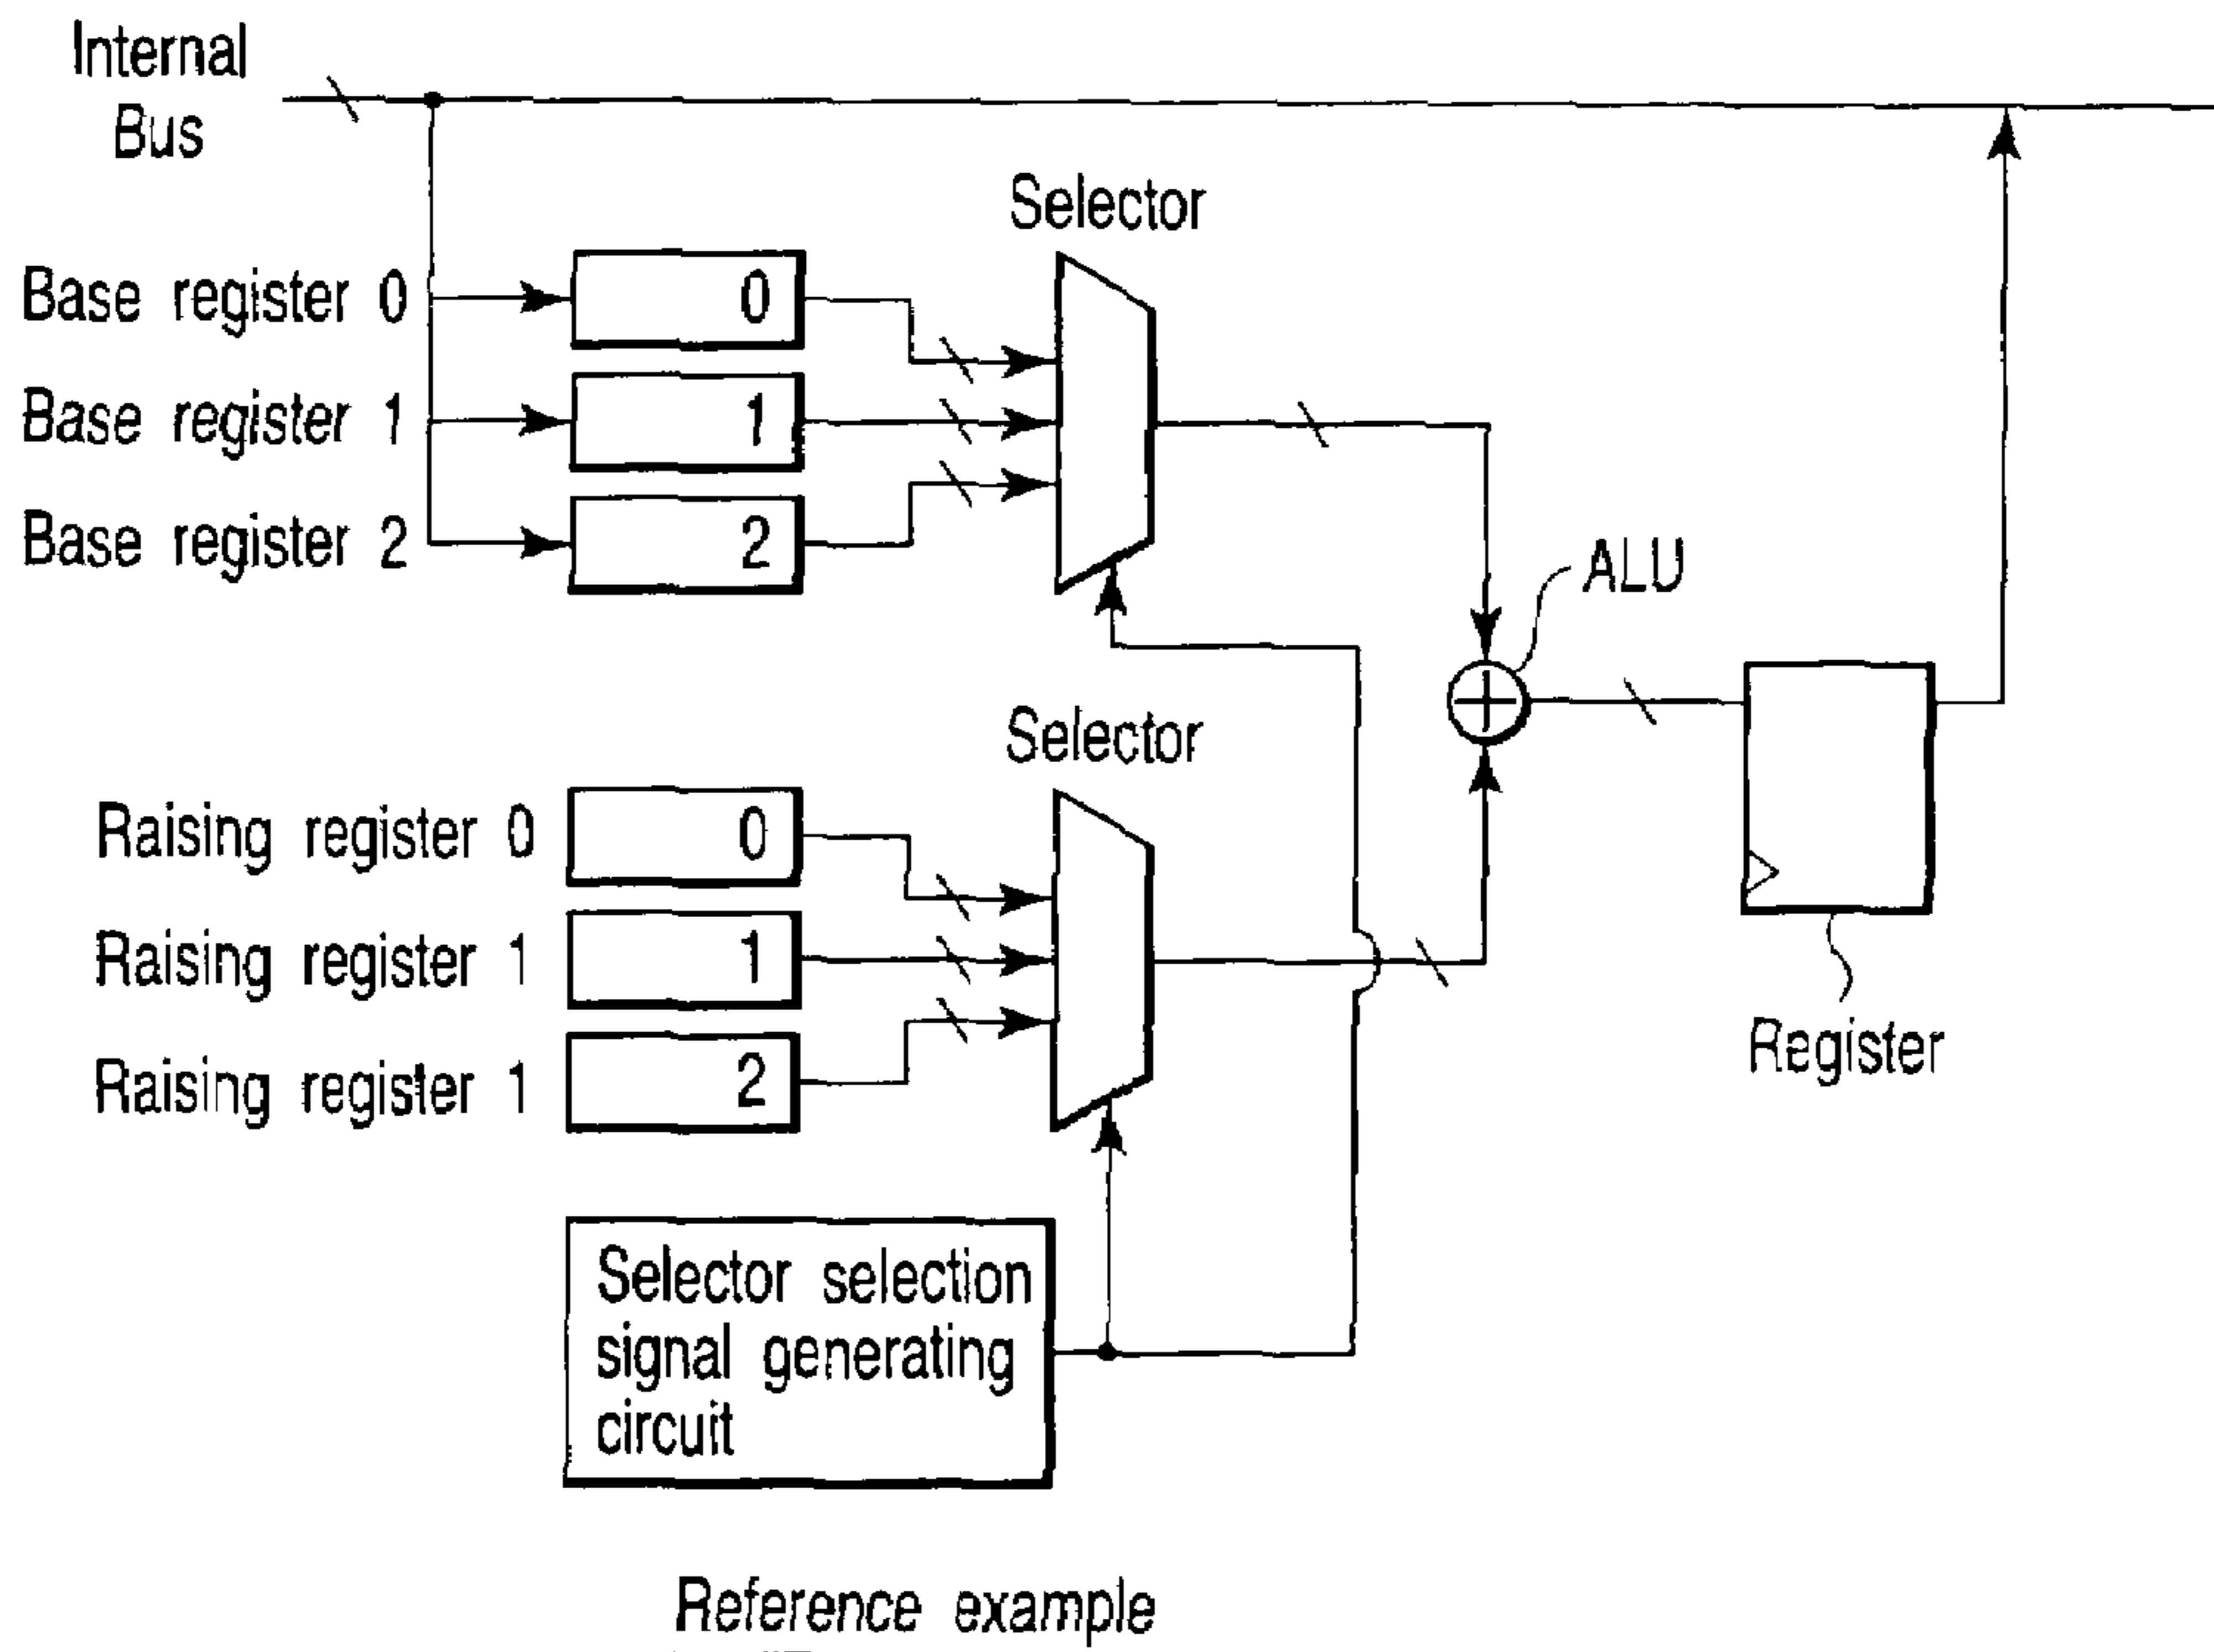 Internal
Bus
Selector
Base register 0
0
Base register 1
1
Base register 2
2
ALU
Selector
Raising register 0
0
Raising register 1
1
Raising register 1
2
Register
Selector selection
signal generating
circuit
Reference example